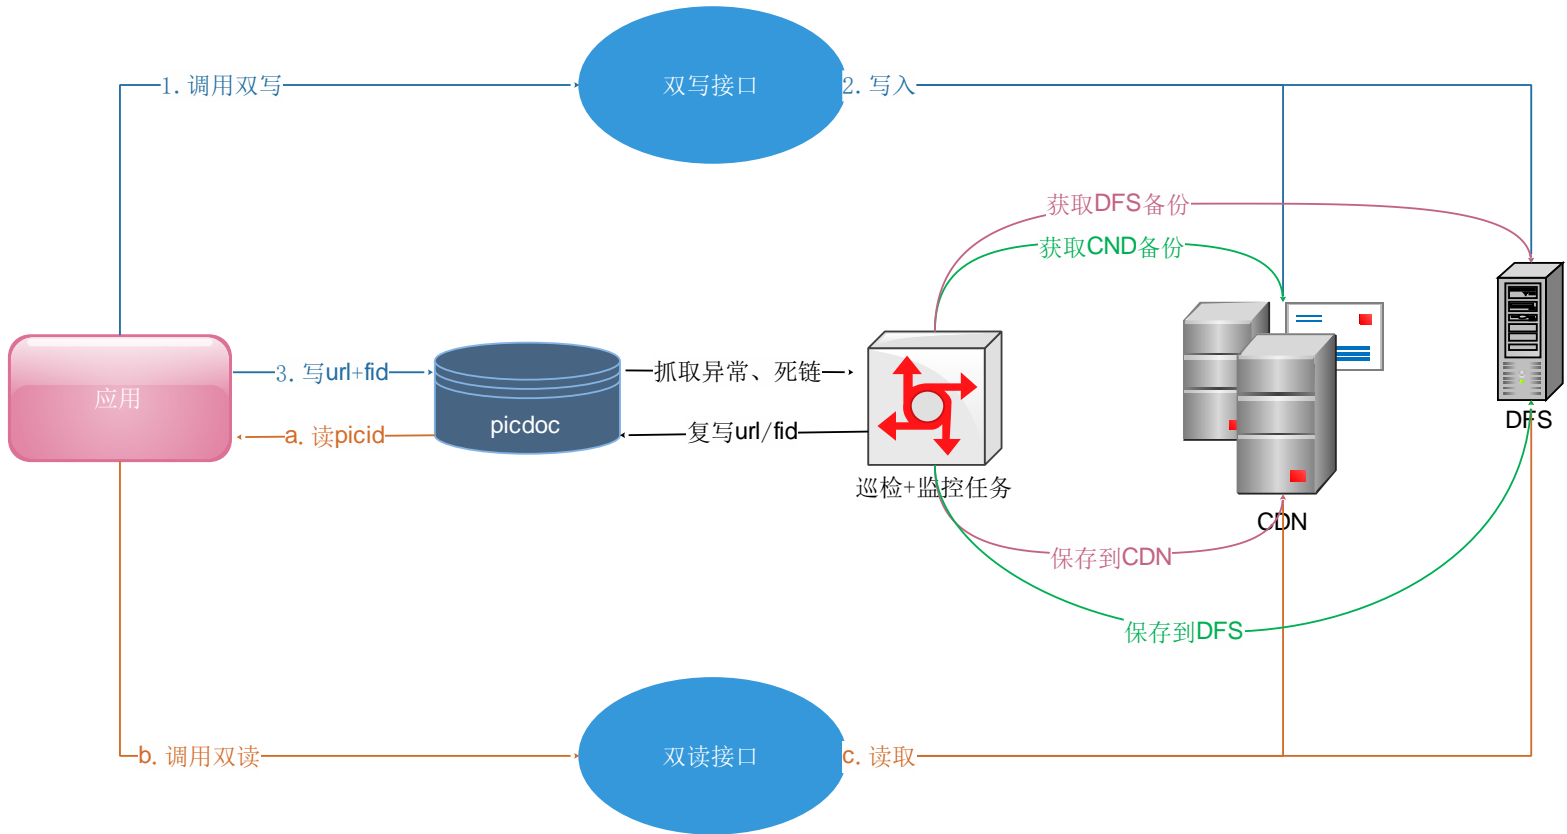 1. 调用双写
双写接口
2. 写入
获取DFS备份
获取CND备份
应用
3. 写url+fid
a. 读picid
picdoc
抓取异常、死链
复写url/fid
巡检+监控任务
DFS
CDN
保存到CDN
保存到DFS
b. 调用双读
双读接口
c. 读取